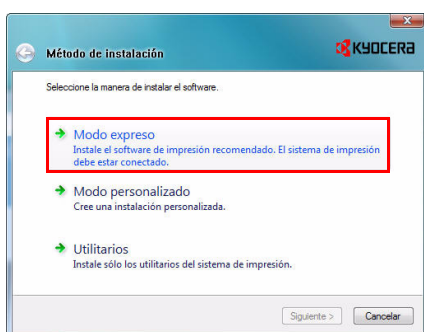 Método de instalación
KYOCERA
Seleccione la manera de instalar el software.
Modo expreso
Instale el software de impresión recomendado. El sistema de impresión
debe estar conectado.
Modo personalizado
Cree una instalación personalizada.
Utilitarios
Instale sólo los utilitarios del sistema de impresión.
Siguiente >
Cancelar